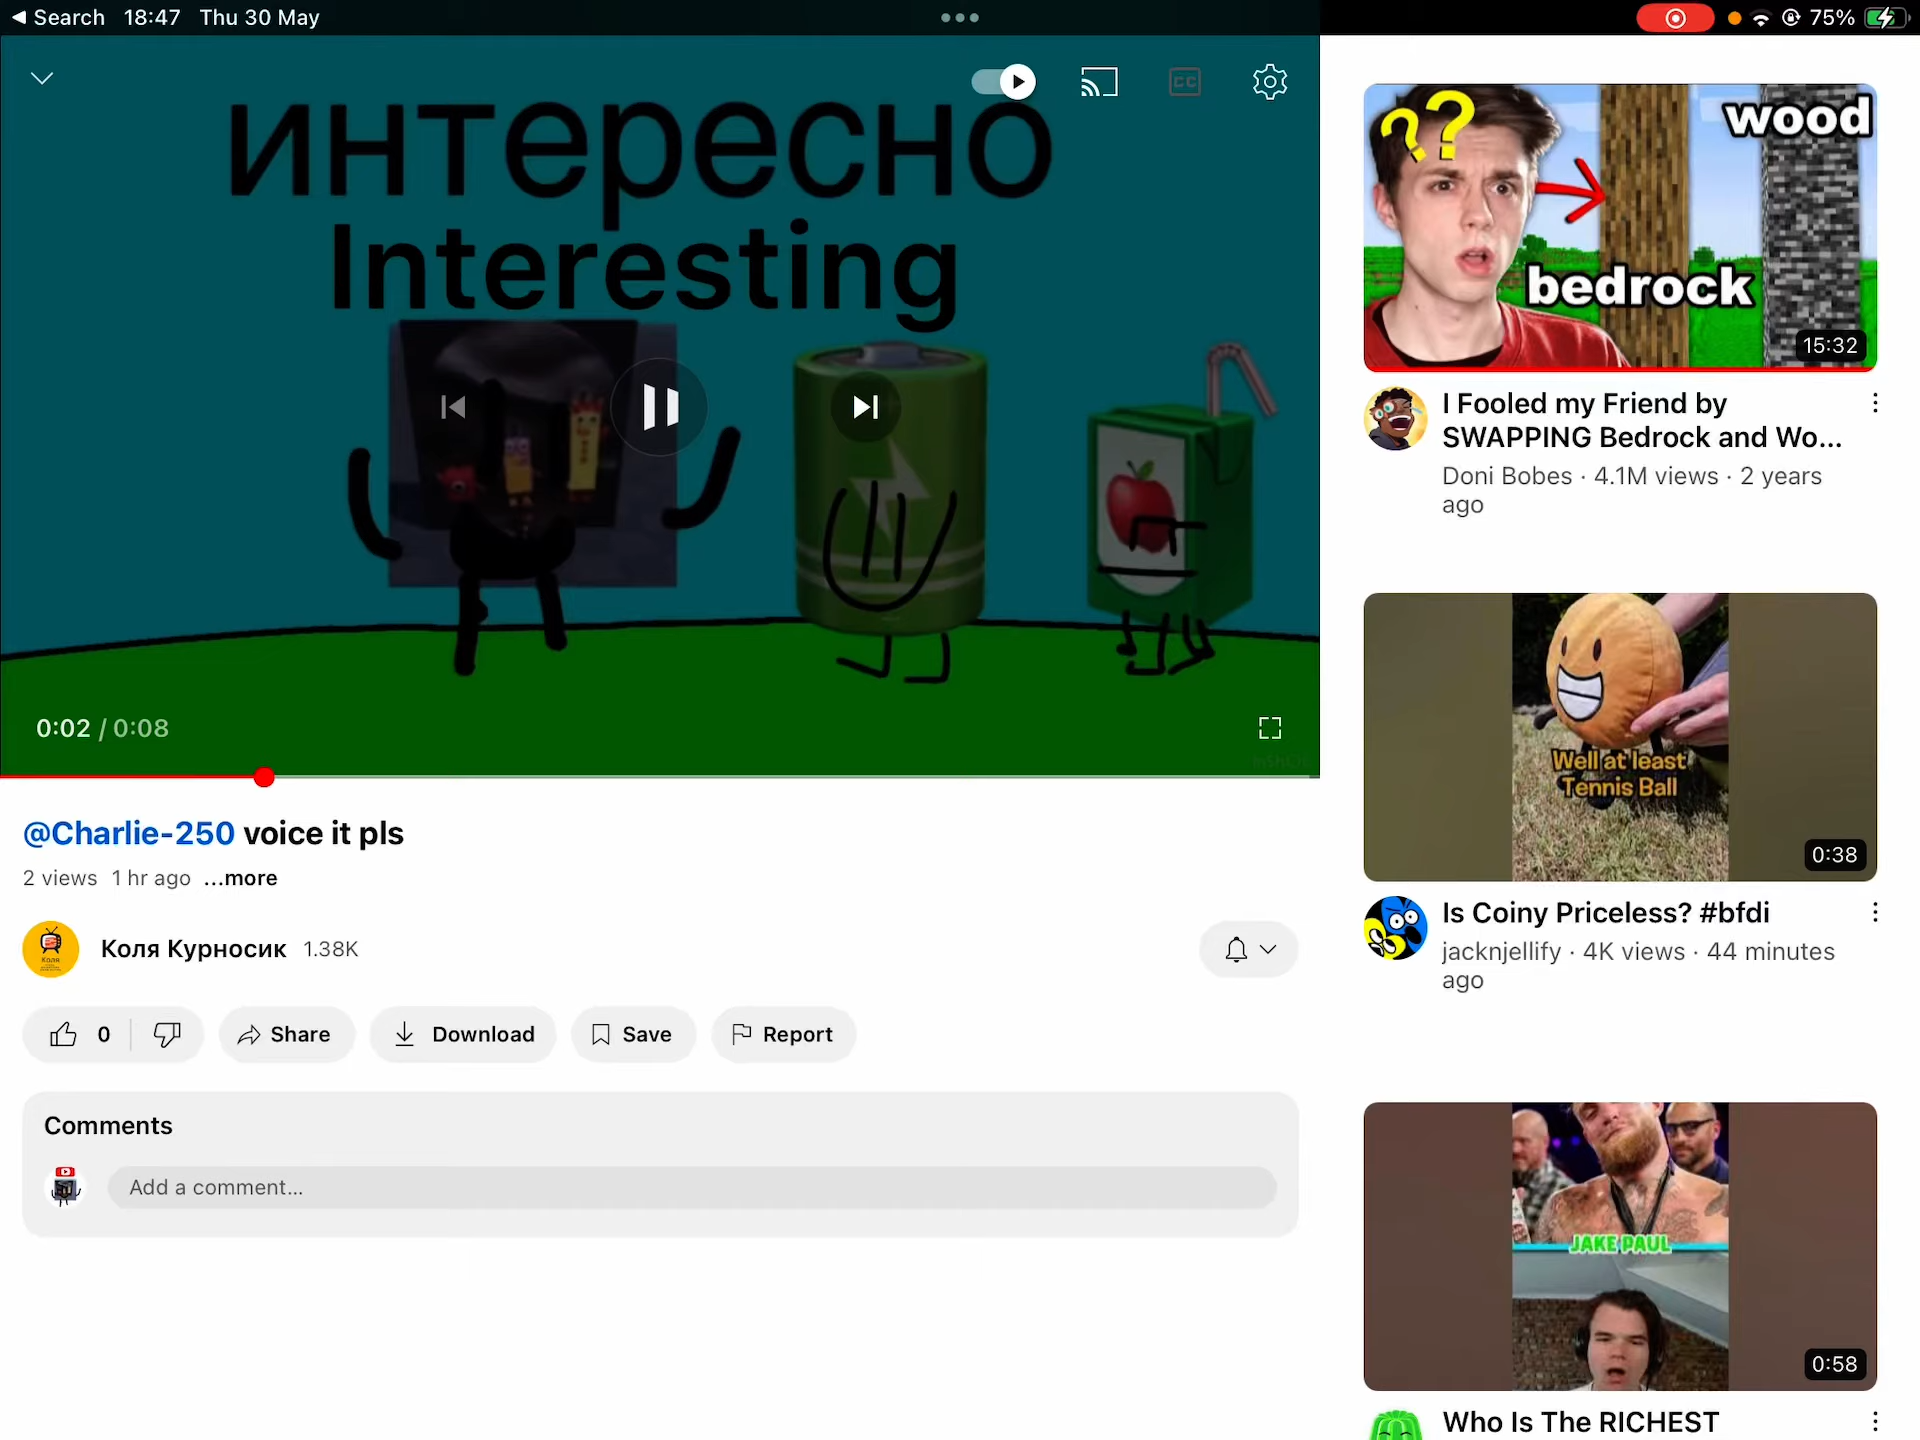 Search 18:47 Thu 30 May
75%
CC
интересно
Interesting
0:02 / 0:08
InShOt
@Charlie-250 voice it pls
2 views 1 hr ago ...more
Коля
Коля Курносик 1.38K
0
Share
Download
Save
Report
Comments
Add a comment...
??
wood
bedrock
15:32
I Fooled my Friend by
SWAPPING Bedrock and Wo...
Doni Bobes · 4.1M views · 2 years
ago
Well at least
Tennis Ball
0:38
Is Coiny Priceless? #bfdi
jacknjellify · 4K views · 44 minutes
ago
JAKE PAUL
0:58
Who Is The RICHEST